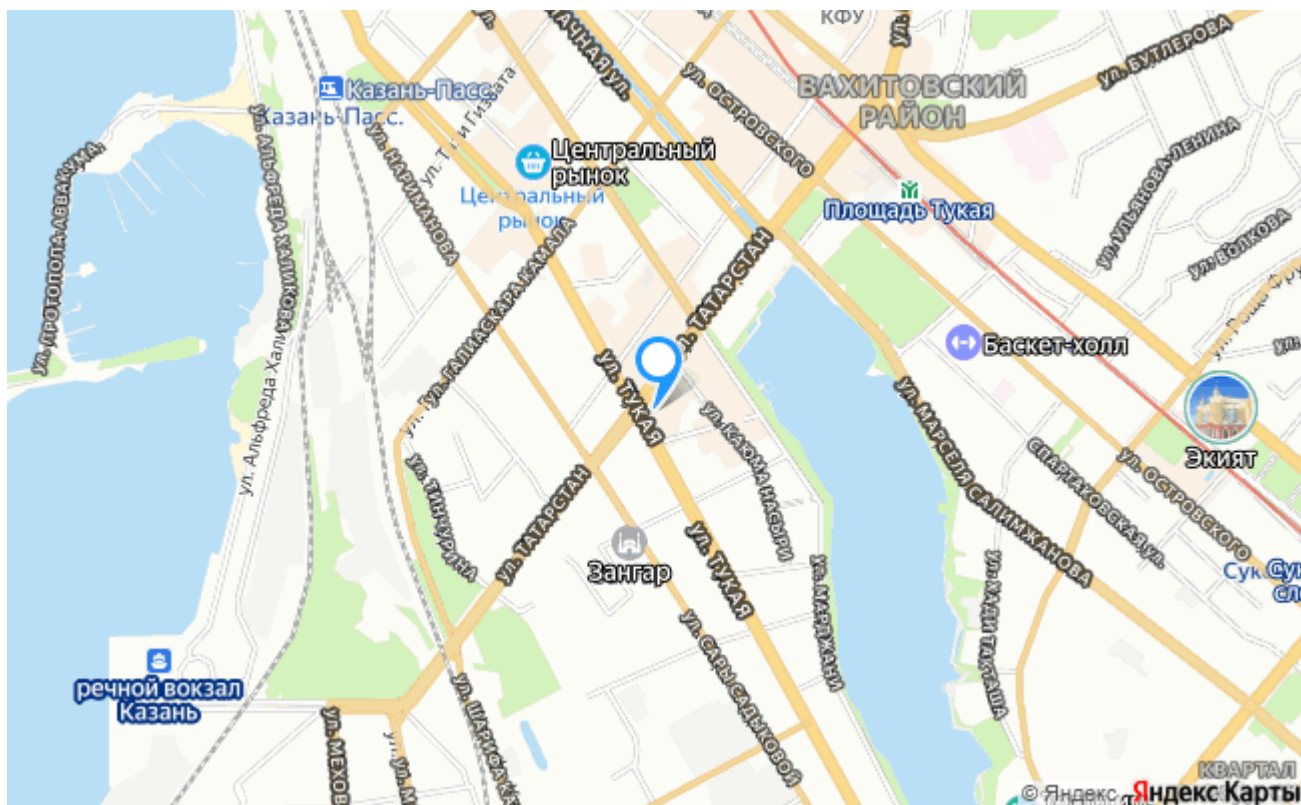 КФУ
ул. БУТЛЕРОВА
ВАХИТОВСКИЙ
РАЙОН
Казань-Пасс.
Казань-Пасс.
ул. ОСТРОВСКОГО
Центральный
рынок
Центральный
рынок
Площадь Тукая
ул. УЛЬЯНОВА-ЛЕНИНА
ул. ВОЛКОВА
ул. НАРИМАНОВА
ул. АЛЬФРЕДА ХАЛИКОВА
ул. Альфреда Халикова
ул. ПРОТОПОПА АВВАКУМА
ул. ГАЛИАСКАРА КАМАЛА
ул. ТАТАРСТАН
Баскет-холл
ул. ТУКАЯ
ул. КАЮМА НАСЫРИ
ул. МАРСЕЛЯ САЛИМЖАНОВА
Экият
СПАРТАКОВСКАЯ ул.
ул. ОСТРОВСКОГО
ул. ТИНЧУРИНА
ул. ТАТАРСТАН
Зангар
ул. ТУКАЯ
ул. МАРДЖАНИ
ул. ХАДИ ТАКТАША
ул. САРЫ САДЫКОВОЙ
речной вокзал
Казань
КВАРТАЛ
© Яндекс
Яндекс Карты